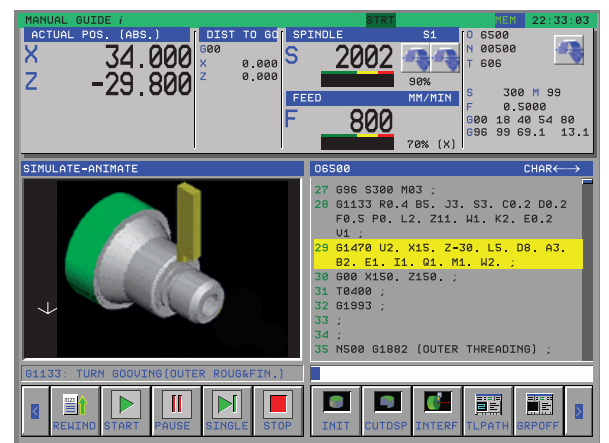 MANUAL GUIDE i STRT MEM 22:33:03
ACTUAL POS. (ABS.) DIST TO GO SPINDLE S1 O 6500
X 34.000 G00 S 2002 N 00500
X 0.000 T 606
Z -29.800 Z 0.000
90%
FEED MM/MIN S 300 M 99
F 800 F 0.5000
G00 18 40 54 80
70% (X) G96 99 69.1 13.1
SIMULATE-ANIMATE
O6500 CHAR←→
27 G96 S300 M03 ;
28 G1133 R0.4 B5. J3. S3. C0.2 D0.2
F0.5 P0. L2. Z11. W1. K2. E0.2
V1 ;
29 G1470 U2. X15. Z-30. L5. D8. A3.
B2. E1. I1. Q1. M1. W2. ;
30 G00 X150. Z150. ;
31 T0400 ;
32 G1993 ;
33 ;
34 ;
35 N500 G1882 (OUTER THREADING) ;
G1133: TURN GOOVING(OUTER ROUG&FIN.)
REWIND START PAUSE SINGLE STOP INIT CUTDSP INTERF TLPATH GRPOFF